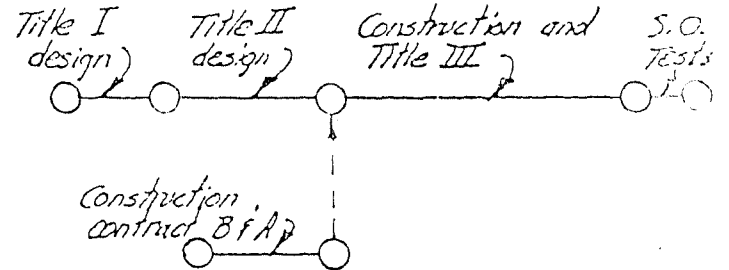 Title I
design
Title II
design
Construction and
Title III
S.O.
Tests
Construction
contract B & A